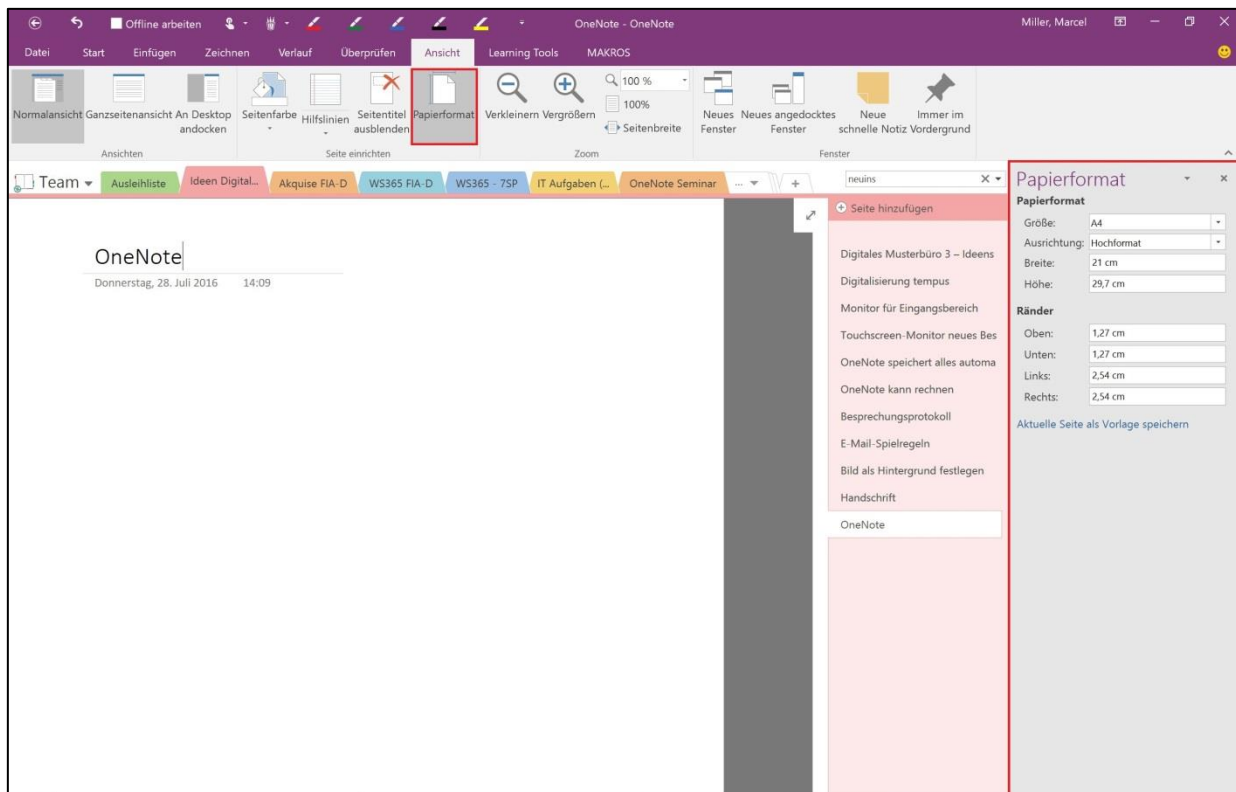 Offline arbeiten
OneNote - OneNote
Miller, Marcel
Datei Start Einfügen Zeichnen Verlauf Überprüfen Ansicht Learning Tools MAKROS
Normalansicht Ganzseitenansicht An Desktop andocken
Seitenfarbe Hilfslinien Seitentitel ausblenden Papierformat
Verkleinern Vergrößern
100 %
100%
Seitenbreite
Neues Fenster Neues angedocktes Fenster
Neue schnelle Notiz Immer im Vordergrund
Ansichten Seite einrichten Zoom Fenster
Team Ausleihliste Ideen Digital... Akquise FIA-D WS365 FIA-D WS365 - 7SP IT Aufgaben (... OneNote Seminar ... +
neuins
OneNote
Donnerstag, 28. Juli 2016 14:09
Seite hinzufügen
Digitales Musterbüro 3 – Ideens
Digitalisierung tempus
Monitor für Eingangsbereich
Touchscreen-Monitor neues Bes
OneNote speichert alles automa
OneNote kann rechnen
Besprechungsprotokoll
E-Mail-Spielregeln
Bild als Hintergrund festlegen
Handschrift
OneNote
Papierformat
Papierformat
Größe: A4
Ausrichtung: Hochformat
Breite: 21 cm
Höhe: 29,7 cm
Ränder
Oben: 1,27 cm
Unten: 1,27 cm
Links: 2,54 cm
Rechts: 2,54 cm
Aktuelle Seite als Vorlage speichern